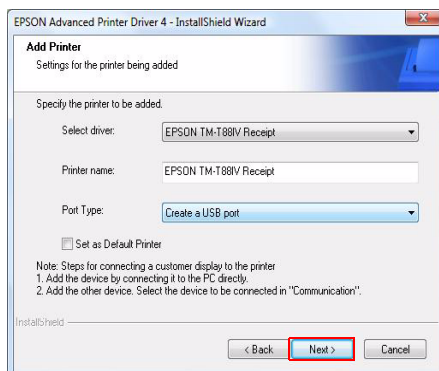 EPSON Advanced Printer Driver 4 - InstallShield Wizard
Add Printer
Settings for the printer being added
Specify the printer to be added.
Select driver: EPSON TM-T88IV Receipt
Printer name: EPSON TM-T88IV Receipt
Port Type: Create a USB port
Set as Default Printer
Note: Steps for connecting a customer display to the printer
1. Add the device by connecting it to the PC directly.
2. Add the other device. Select the device to be connected in "Communication".
InstallShield
< Back Next > Cancel